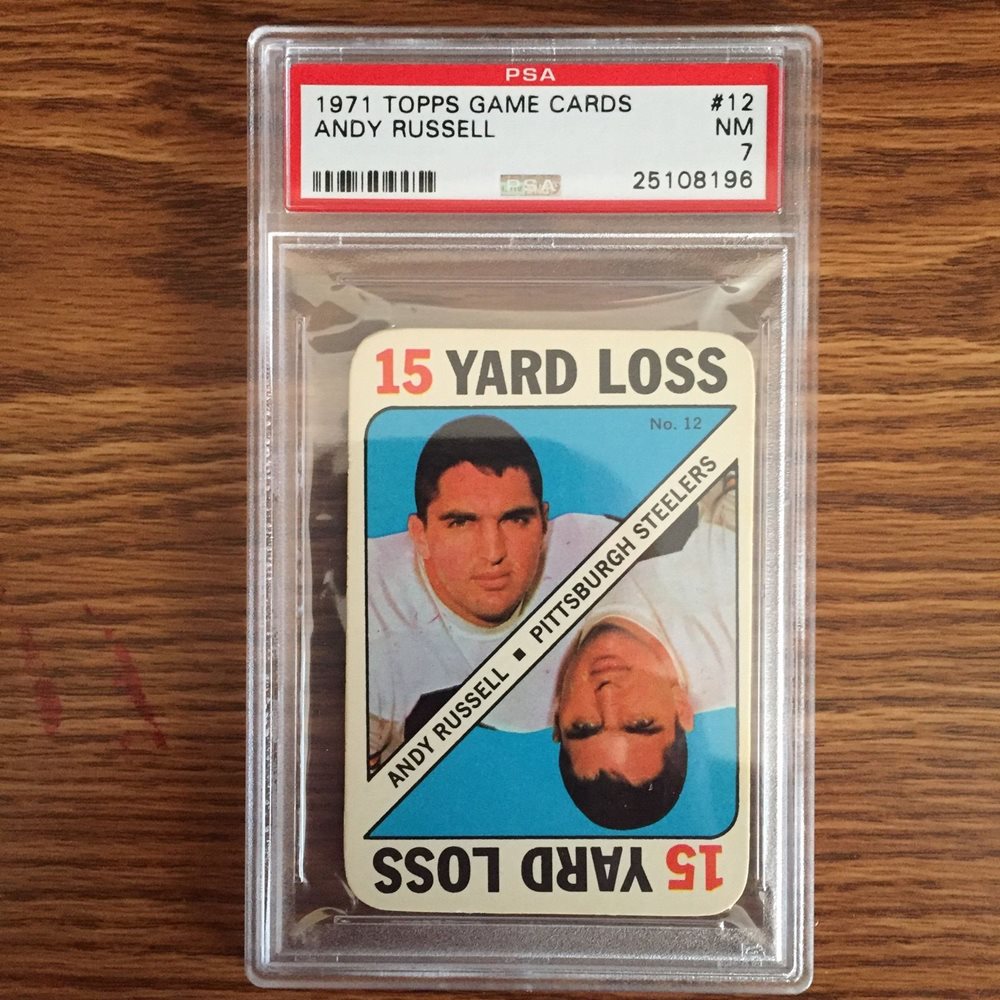 PSA
1971 TOPPS GAME CARDS #12
ANDY RUSSELL NM
7
PSA 25108196
15 YARD LOSS
No. 12
ANDY RUSSELL ■ PITTSBURGH STEELERS
15 YARD LOSS